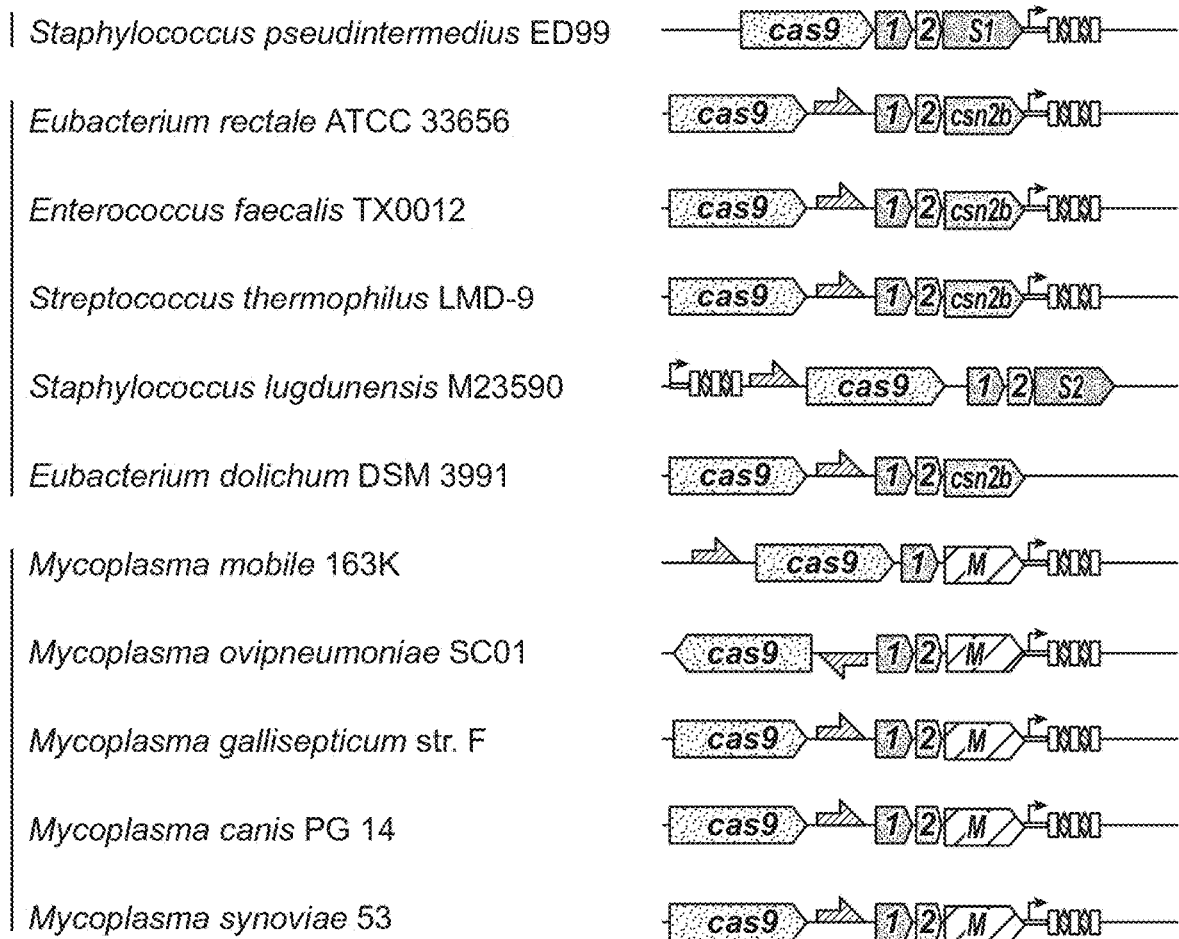 Staphylococcus pseudintermedius ED99 cas9 1 2 S1
Eubacterium rectale ATCC 33656 cas9 1 2 csn2b
Enterococcus faecalis TX0012 cas9 1 2 csn2b
Streptococcus thermophilus LMD-9 cas9 1 2 csn2b
Staphylococcus lugdunensis M23590 cas9 1 2 S2
Eubacterium dolichum DSM 3991 cas9 1 2 csn2b
Mycoplasma mobile 163K cas9 1 M
Mycoplasma ovipneumoniae SC01 cas9 1 2 M
Mycoplasma gallisepticum str. F cas9 1 2 M
Mycoplasma canis PG 14 cas9 1 2 M
Mycoplasma synoviae 53 cas9 1 2 M